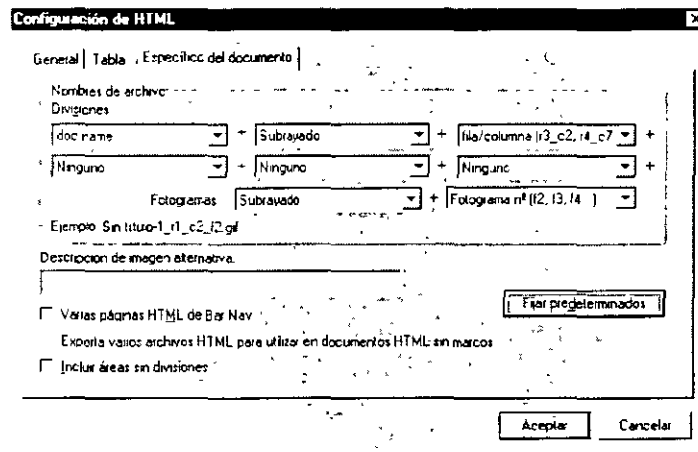 Configuración de HTML
General Tabla Específico del documento
Nombres de archivo
Divisiones
doc.name + Subrayado + fila/columna (r3_c2, r4_c7 +
Ninguno + Ninguno + Ninguno +
Fotogramas Subrayado + Fotograma nº (f2, f3, f4...)
Ejemplo: Sin título-1_r1_c2_f2.gif
Descripción de imagen alternativa:
Varias páginas HTML de Bar Nav
Fijar predeterminados
Exporta varios archivos HTML para utilizar en documentos HTML sin marcos
Incluir áreas sin divisiones
Aceptar Cancelar